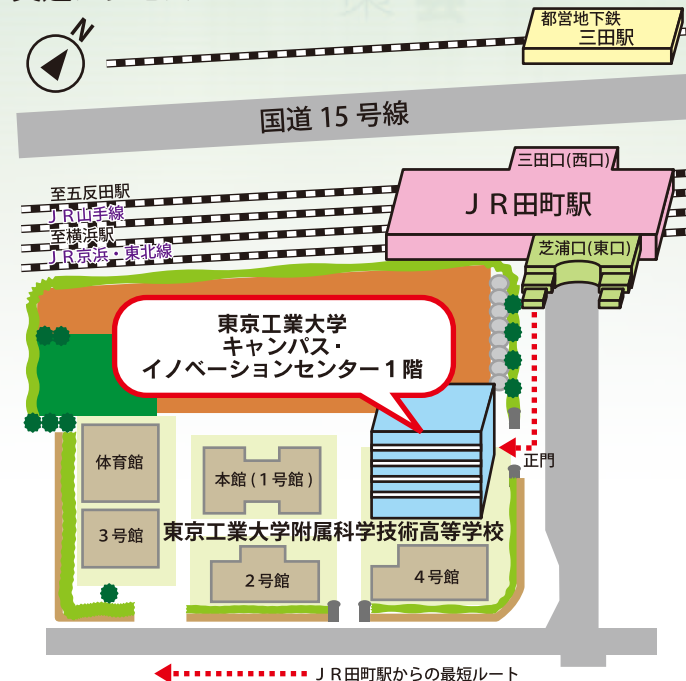 N
都営地下鉄
三田駅
国道 15 号線
三田口(西口)
至五反田駅
ＪＲ山手線
至横浜駅
ＪＲ京浜・東北線
ＪＲ田町駅
芝浦口(東口)
東京工業大学
キャンパス・
イノベーションセンター１階
正門
体育館
本館(１号館)
３号館
東京工業大学附属科学技術高等学校
２号館
４号館
ＪＲ田町駅からの最短ルート